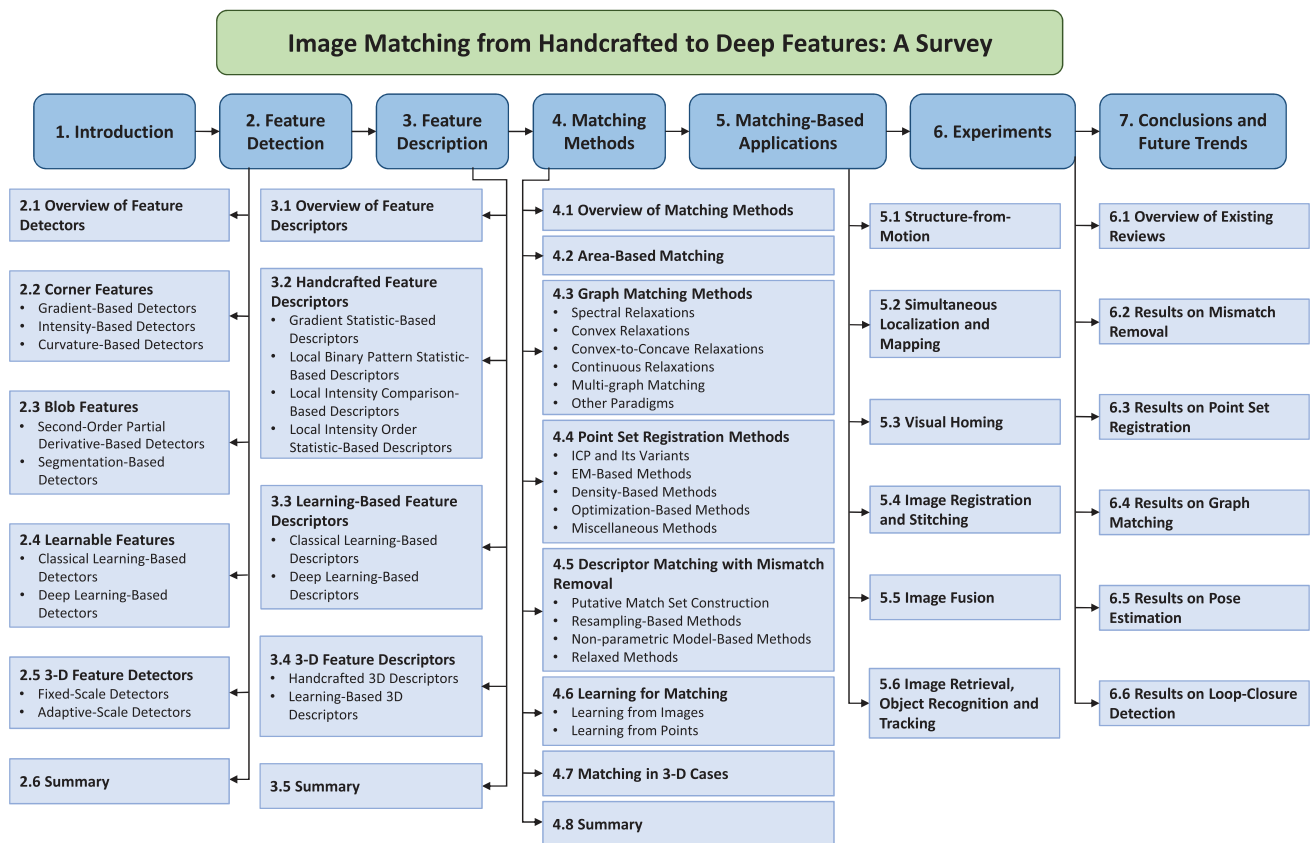 Image Matching from Handcrafted to Deep Features: A Survey
1. Introduction
2. Feature
Detection
3. Feature
Description
4. Matching
Methods
5. Matching-Based
Applications
6. Experiments
7. Conclusions and
Future Trends
2.1 Overview of Feature
Detectors
2.2 Corner Features
• Gradient-Based Detectors
• Intensity-Based Detectors
• Curvature-Based Detectors
2.3 Blob Features
• Second-Order Partial
Derivative-Based Detectors
• Segmentation-Based
Detectors
2.4 Learnable Features
• Classical Learning-Based
Detectors
• Deep Learning-Based
Detectors
2.5 3-D Feature Detectors
• Fixed-Scale Detectors
• Adaptive-Scale Detectors
2.6 Summary
3.1 Overview of Feature
Descriptors
3.2 Handcrafted Feature
Descriptors
• Gradient Statistic-Based
Descriptors
• Local Binary Pattern Statistic-
Based Descriptors
• Local Intensity Comparison-
Based Descriptors
• Local Intensity Order
Statistic-Based Descriptors
3.3 Learning-Based Feature
Descriptors
• Classical Learning-Based
Descriptors
• Deep Learning-Based
Descriptors
3.4 3-D Feature Descriptors
• Handcrafted 3D Descriptors
• Learning-Based 3D
Descriptors
3.5 Summary
4.1 Overview of Matching Methods
4.2 Area-Based Matching
4.3 Graph Matching Methods
• Spectral Relaxations
• Convex Relaxations
• Convex-to-Concave Relaxations
• Continuous Relaxations
• Multi-graph Matching
• Other Paradigms
4.4 Point Set Registration Methods
• ICP and Its Variants
• EM-Based Methods
• Density-Based Methods
• Optimization-Based Methods
• Miscellaneous Methods
4.5 Descriptor Matching with Mismatch
Removal
• Putative Match Set Construction
• Resampling-Based Methods
• Non-parametric Model-Based Methods
• Relaxed Methods
4.6 Learning for Matching
• Learning from Images
• Learning from Points
4.7 Matching in 3-D Cases
4.8 Summary
5.1 Structure-from-
Motion
5.2 Simultaneous
Localization and
Mapping
5.3 Visual Homing
5.4 Image Registration
and Stitching
5.5 Image Fusion
5.6 Image Retrieval,
Object Recognition and
Tracking
6.1 Overview of Existing
Reviews
6.2 Results on Mismatch
Removal
6.3 Results on Point Set
Registration
6.4 Results on Graph
Matching
6.5 Results on Pose
Estimation
6.6 Results on Loop-Closure
Detection